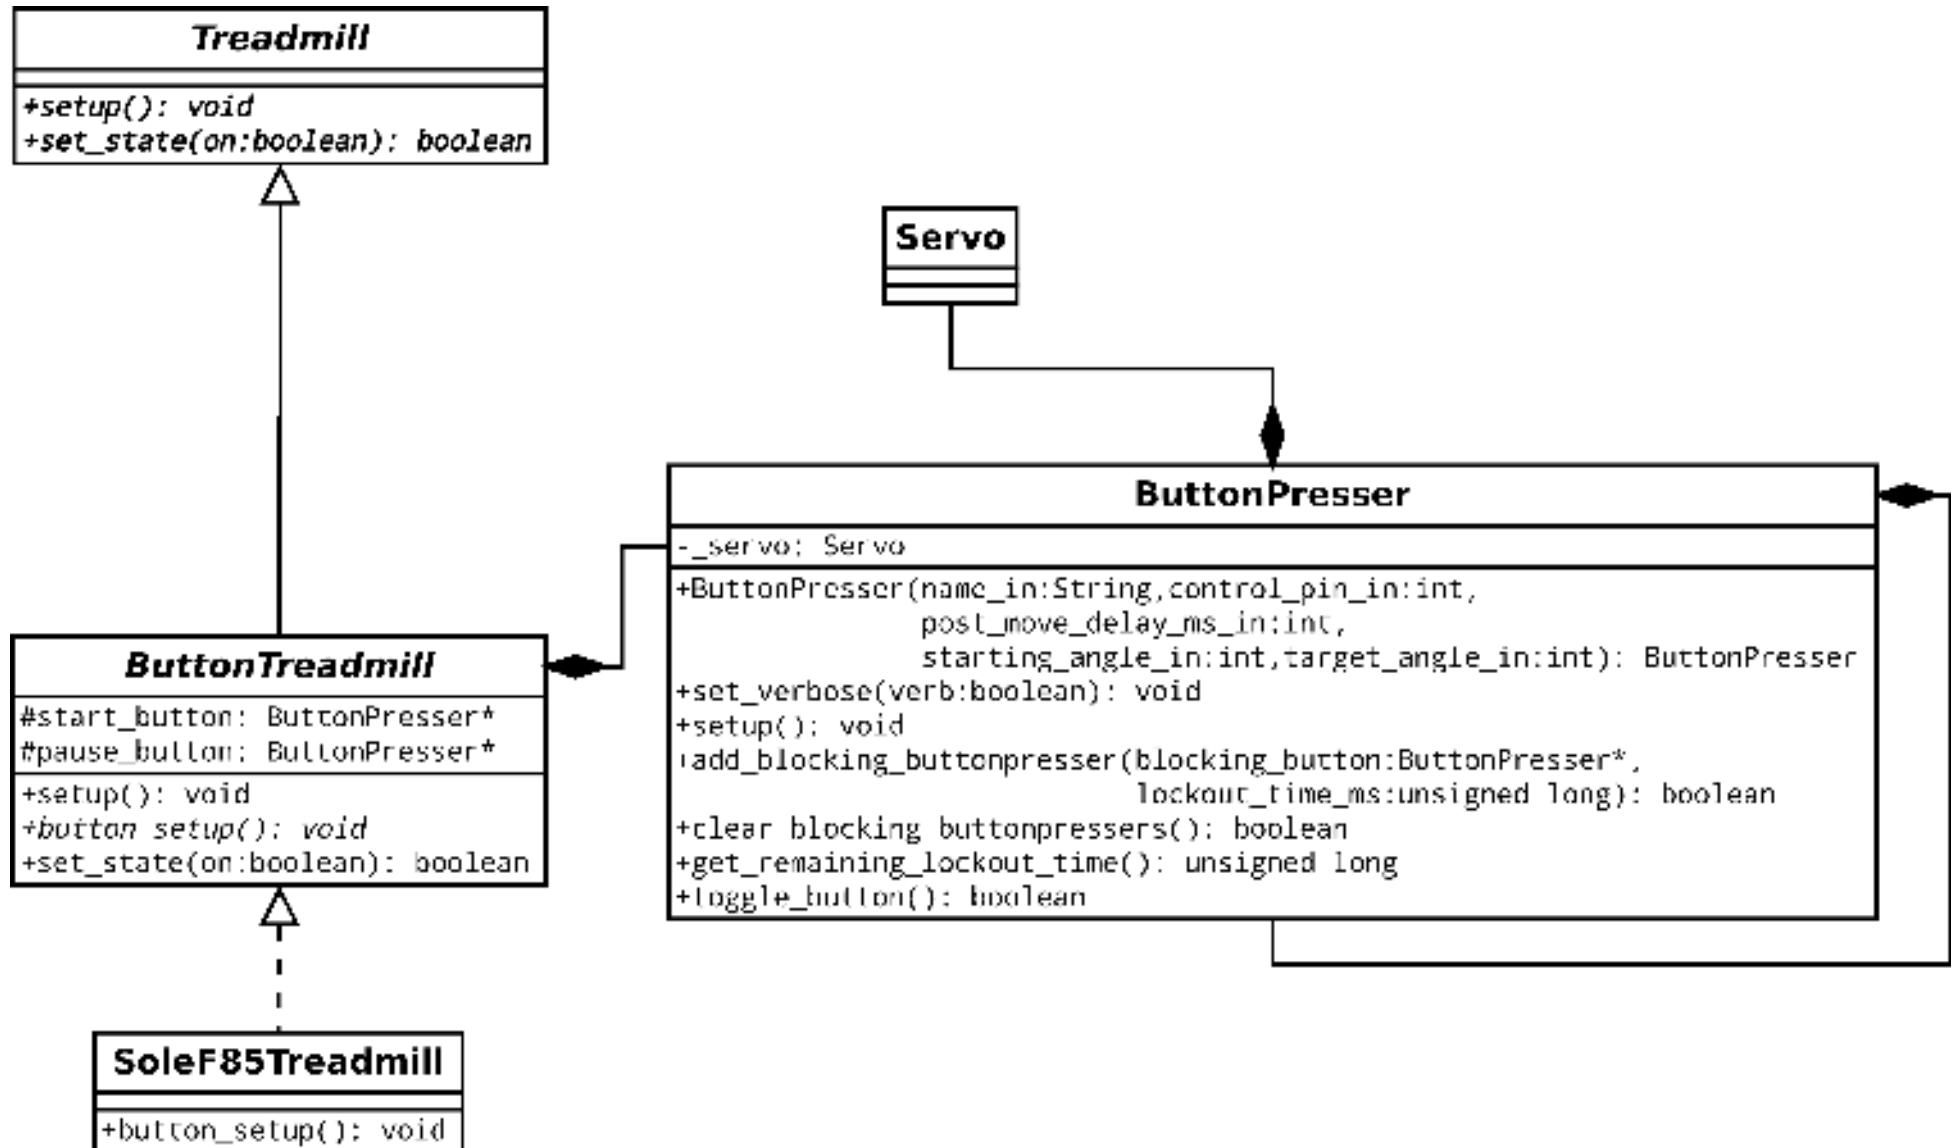 Treadmill
+setup(): void
+set_state(on:boolean): boolean
Servo
ButtonPresser
-_servo: Servo
+ButtonPresser(name_in:String,control_pin_in:int,
post_move_delay_ms_in:int,
starting_angle_in:int,target_angle_in:int): ButtonPresser
+set_verbose(verb:boolean): void
+setup(): void
+add_blocking_buttonpresser(blocking_button:ButtonPresser*,
lockout_time_ms:unsigned long): boolean
+clear_blocking_buttonpressers(): boolean
+get_remaining_lockout_time(): unsigned long
+toggle_button(): boolean
ButtonTreadmill
#start_button: ButtonPresser*
#pause_button: ButtonPresser*
+setup(): void
+button_setup(): void
+set_state(on:boolean): boolean
SoleF85Treadmill
+button_setup(): void